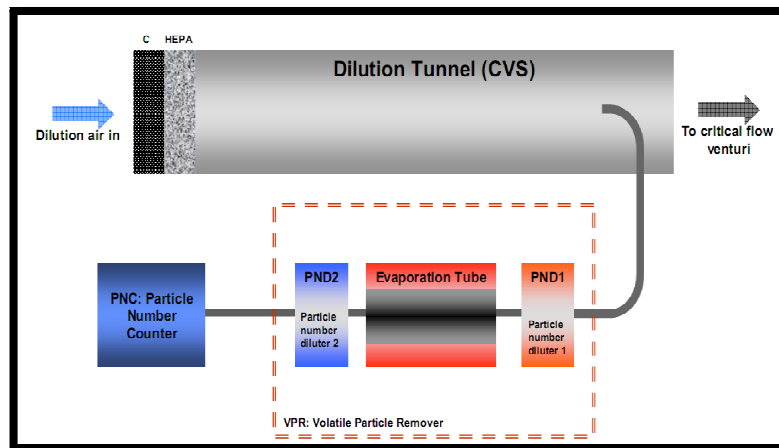 C HEPA
Dilution Tunnel (CVS)
Dilution air in
To critical flow
venturi
PNC: Particle
Number
Counter
PND2
Particle
number
diluter 2
Evaporation Tube
PND1
Particle
number
diluter 1
VPR: Volatile Particle Remover